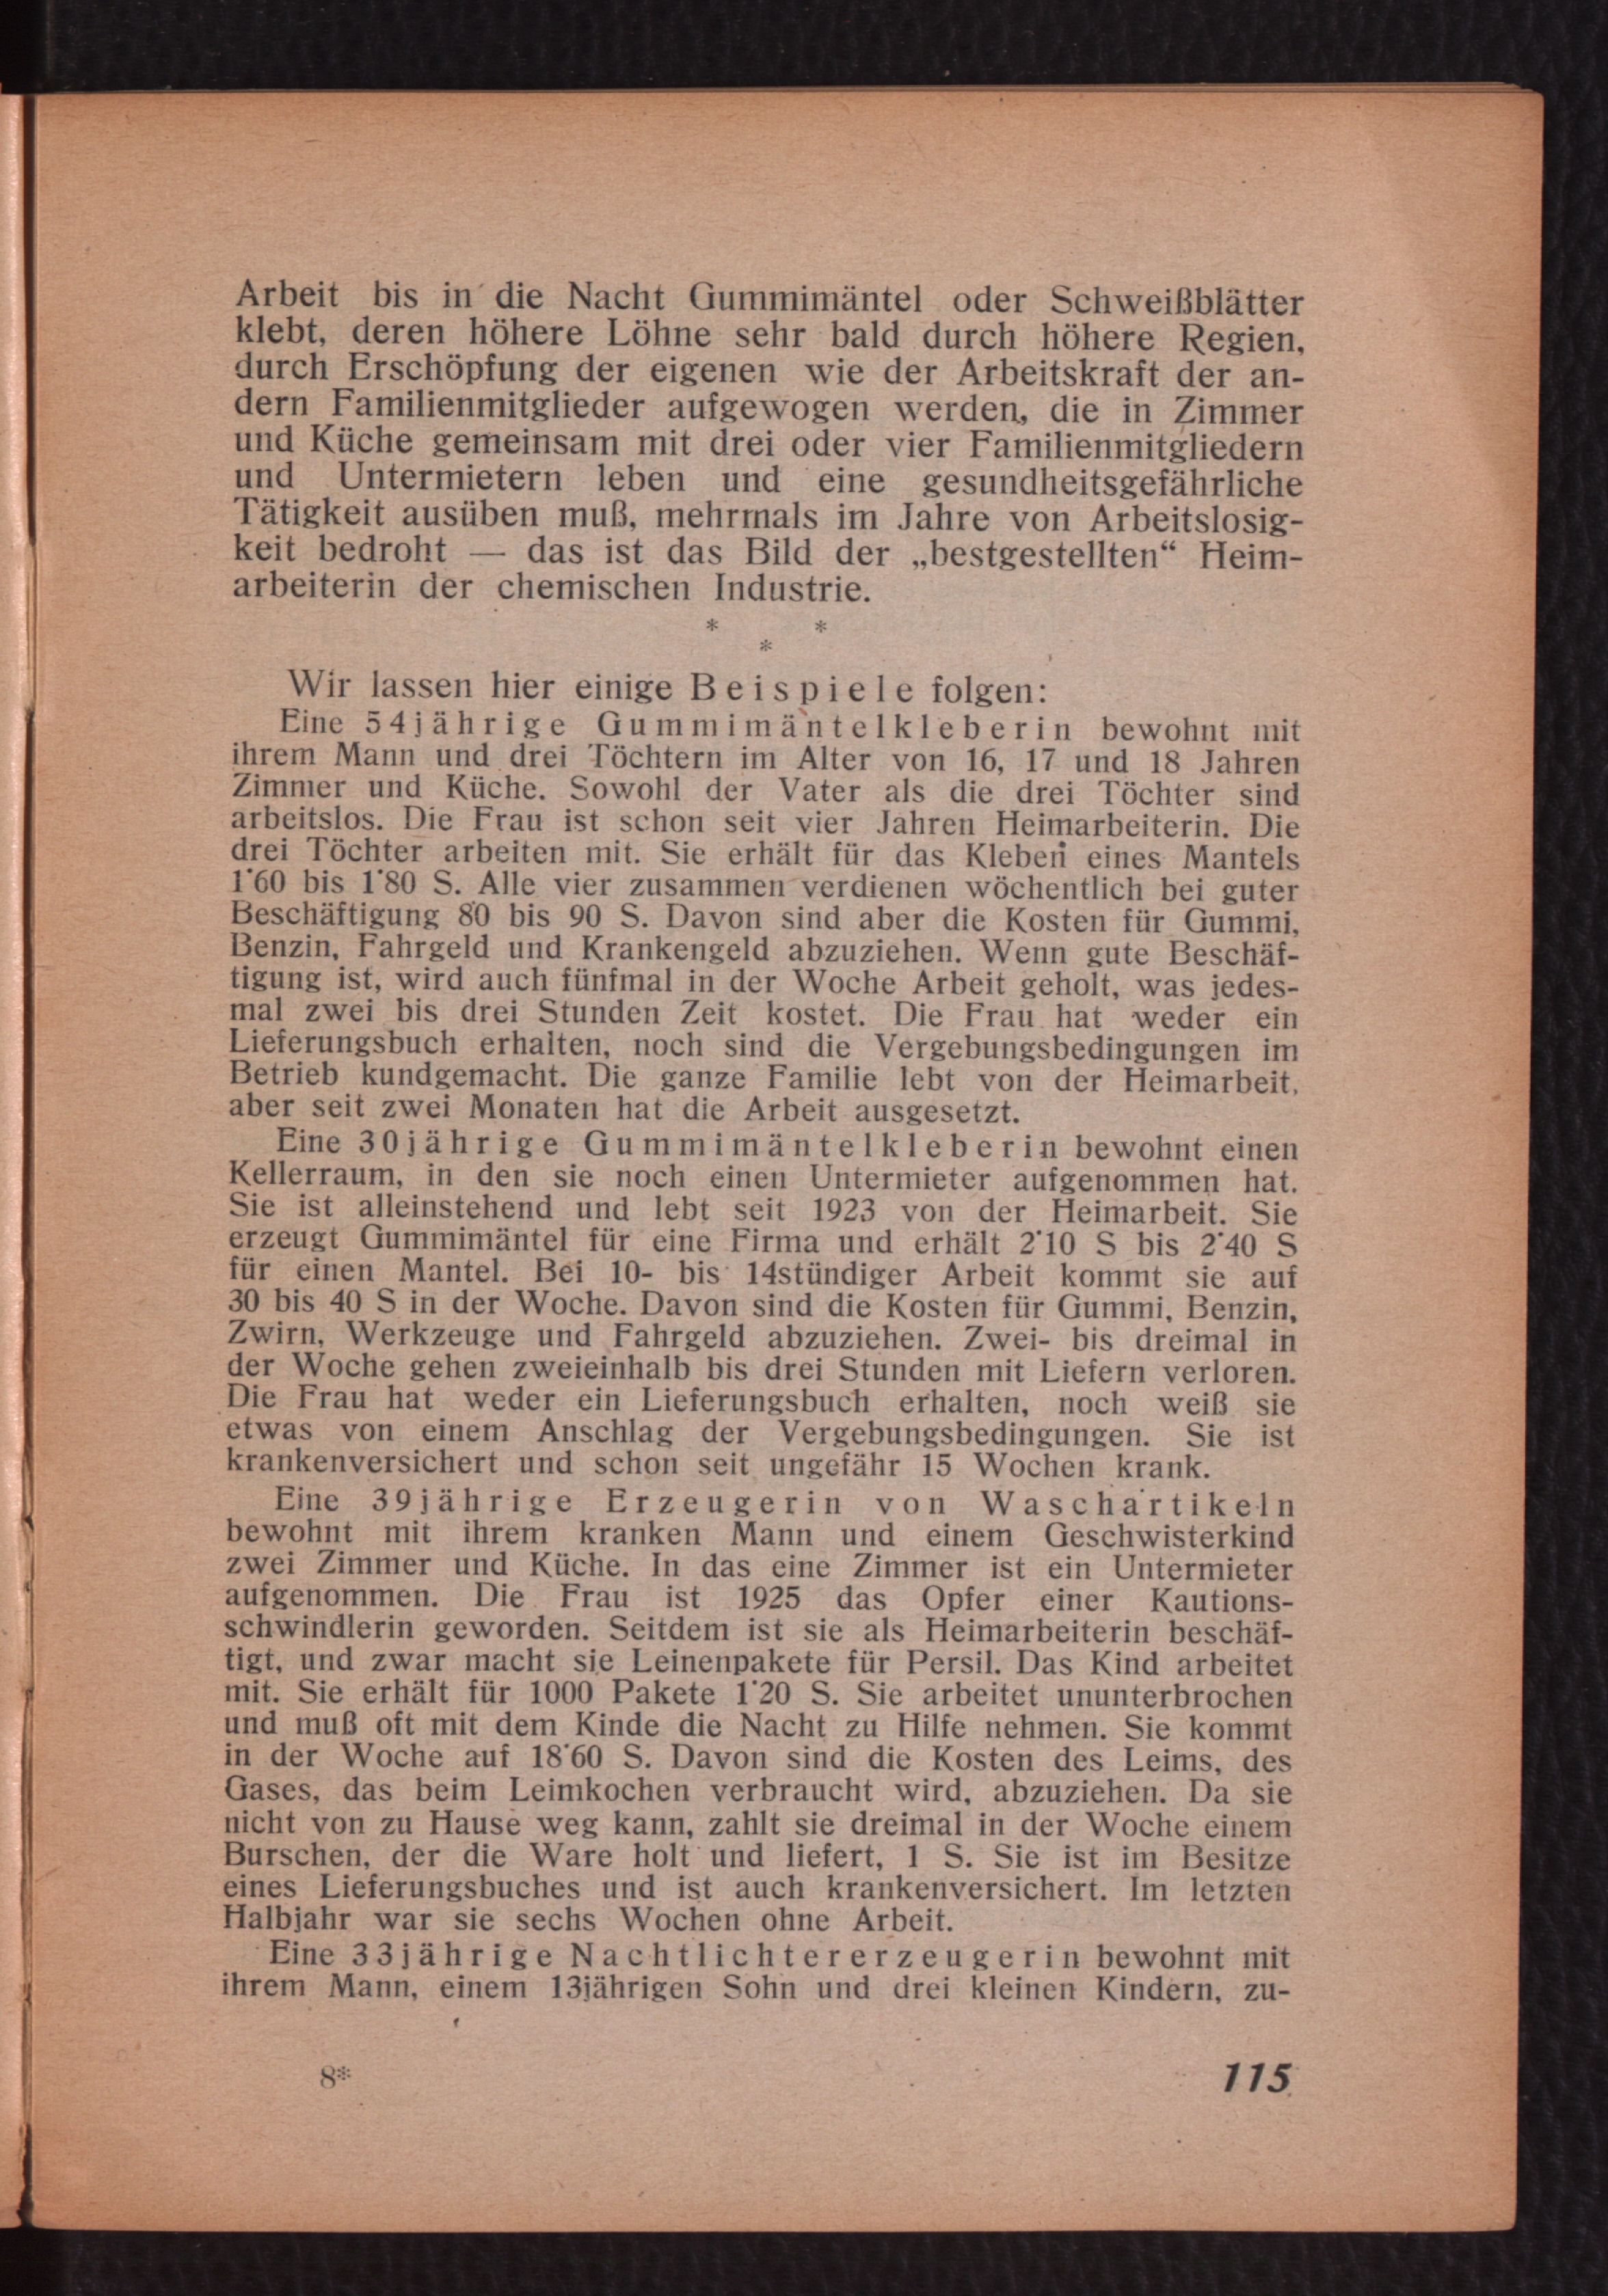 Arbeit bis in die Nacht Gummimäntel oder Schweißblätter
klebt, deren höhere Löhne sehr bald durch höhere Regien,
durch Erschöpfung der eigenen wie der Arbeitskraft der an-
dern Familienmitglieder aufgewogen werden, die in Zimmer
und Küche gemeinsam mit drei oder vier Familienmitgliedern
und Untermietern leben und eine gesundheitsgefährliche
Tätigkeit ausüben muß, mehrmals im Jahre von Arbeitslosig-
keit bedroht — das ist das Bild der „bestgestellten“ Heim-
arbeiterin der chemischen Industrie.
* * *
Wir lassen hier einige Beispiele folgen:
Eine 54jährige Gummimäntelkleberin bewohnt mit
ihrem Mann und drei Töchtern im Alter von 16, 17 und 18 Jahren
Zimmer und Küche. Sowohl der Vater als die drei Töchter sind
arbeitslos. Die Frau ist schon seit vier Jahren Heimarbeiterin. Die
drei Töchter arbeiten mit. Sie erhält für das Kleben eines Mantels
1˙60 bis 1˙80 S. Alle vier zusammen verdienen wöchentlich bei guter
Beschäftigung 80 bis 90 S. Davon sind aber die Kosten für Gummi,
Benzin, Fahrgeld und Krankengeld abzuziehen. Wenn gute Beschäf-
tigung ist, wird auch fünfmal in der Woche Arbeit geholt, was jedes-
mal zwei bis drei Stunden Zeit kostet. Die Frau hat weder ein
Lieferungsbuch erhalten, noch sind die Vergebungsbedingungen im
Betrieb kundgemacht. Die ganze Familie lebt von der Heimarbeit,
aber seit zwei Monaten hat die Arbeit ausgesetzt.
Eine 30jährige Gummimäntelkleberin bewohnt einen
Kellerraum, in den sie noch einen Untermieter aufgenommen hat.
Sie ist alleinstehend und lebt seit 1923 von der Heimarbeit. Sie
erzeugt Gummimäntel für eine Firma und erhält 2˙10 S bis 2˙40 S
für einen Mantel. Bei 10- bis 14stündiger Arbeit kommt sie auf
30 bis 40 S in der Woche. Davon sind die Kosten für Gummi, Benzin,
Zwirn, Werkzeuge und Fahrgeld abzuziehen. Zwei- bis dreimal in
der Woche gehen zweieinhalb bis drei Stunden mit Liefern verloren.
Die Frau hat weder ein Lieferungsbuch erhalten, noch weiß sie
etwas von einem Anschlag der Vergebungsbedingungen. Sie ist
krankenversichert und schon seit ungefähr 15 Wochen krank.
Eine 39jährige Erzeugerin von Waschartikeln
bewohnt mit ihrem kranken Mann und einem Geschwisterkind
zwei Zimmer und Küche. In das eine Zimmer ist ein Untermieter
aufgenommen. Die Frau ist 1925 das Opfer einer Kautions-
schwindlerin geworden. Seitdem ist sie als Heimarbeiterin beschäf-
tigt, und zwar macht sie Leinenpakete für Persil. Das Kind arbeitet
mit. Sie erhält für 1000 Pakete 1˙20 S. Sie arbeitet ununterbrochen
und muß oft mit dem Kinde die Nacht zu Hilfe nehmen. Sie kommt
in der Woche auf 18˙60 S. Davon sind die Kosten des Leims, des
Gases, das beim Leimkochen verbraucht wird, abzuziehen. Da sie
nicht von zu Hause weg kann, zahlt sie dreimal in der Woche einem
Burschen, der die Ware holt und liefert, 1 S. Sie ist im Besitze
eines Lieferungsbuches und ist auch krankenversichert. Im letzten
Halbjahr war sie sechs Wochen ohne Arbeit.
Eine 33jährige Nachtlichtererzeugerin bewohnt mit
ihrem Mann, einem 13jährigen Sohn und drei kleinen Kindern, zu-
8*
115